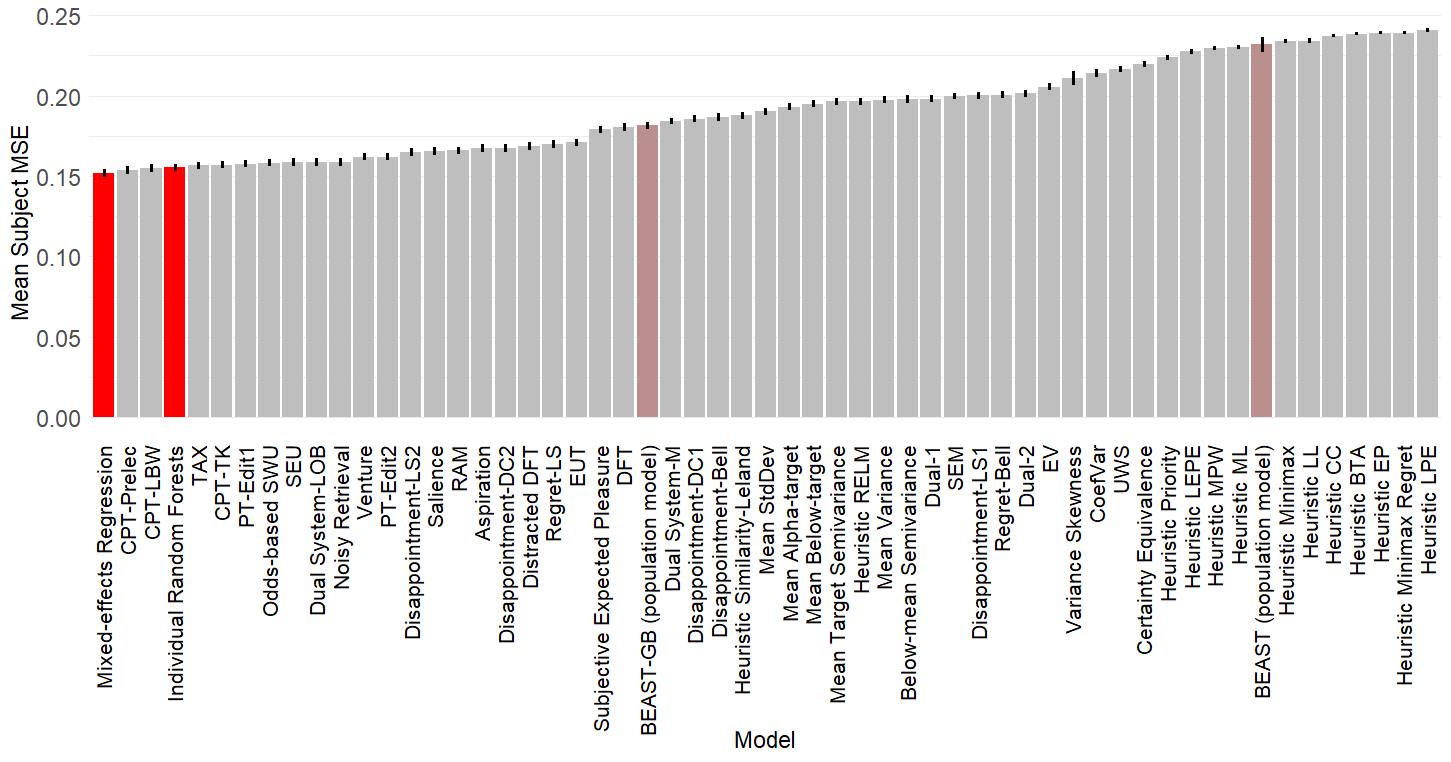 Mean Subject MSE
0.25
0.20
0.15
0.10
0.05
0.00
Mixed-effects Regression
CPT-Prelec
CPT-LBW
Individual Random Forests
TAX
CPT-TK
PT-Edit1
Odds-based SWU
SEU
Dual System-LOB
Noisy Retrieval
Venture
PT-Edit2
Disappointment-LS2
Salience
RAM
Aspiration
Disappointment-DC2
Distracted DFT
Regret-LS
EUT
Subjective Expected Pleasure
DFT
BEAST-GB (population model)
Dual System-M
Disappointment-DC1
Disappointment-Bell
Heuristic Similarity-Leland
Mean StdDev
Mean Alpha-target
Mean Below-target
Mean Target Semivariance
Heuristic RELM
Mean Variance
Below-mean Semivariance
Dual-1
SEM
Disappointment-LS1
Regret-Bell
Dual-2
EV
Variance Skewness
CoefVar
UWS
Certainty Equivalence
Heuristic Priority
Heuristic LEPE
Heuristic MPW
Heuristic ML
BEAST (population model)
Heuristic Minimax
Heuristic LL
Heuristic CC
Heuristic BTA
Heuristic EP
Heuristic Minimax Regret
Heuristic LPE
Model